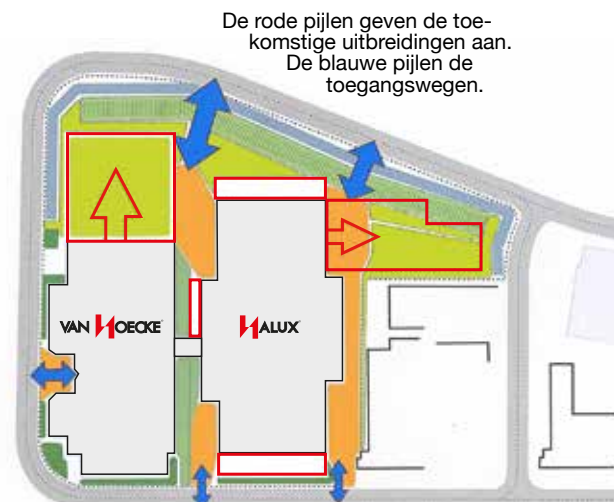 De rode pijlen geven de toe-
komstige uitbreidingen aan.
De blauwe pijlen de
toegangswegen.
VAN HOECKE
HALUX